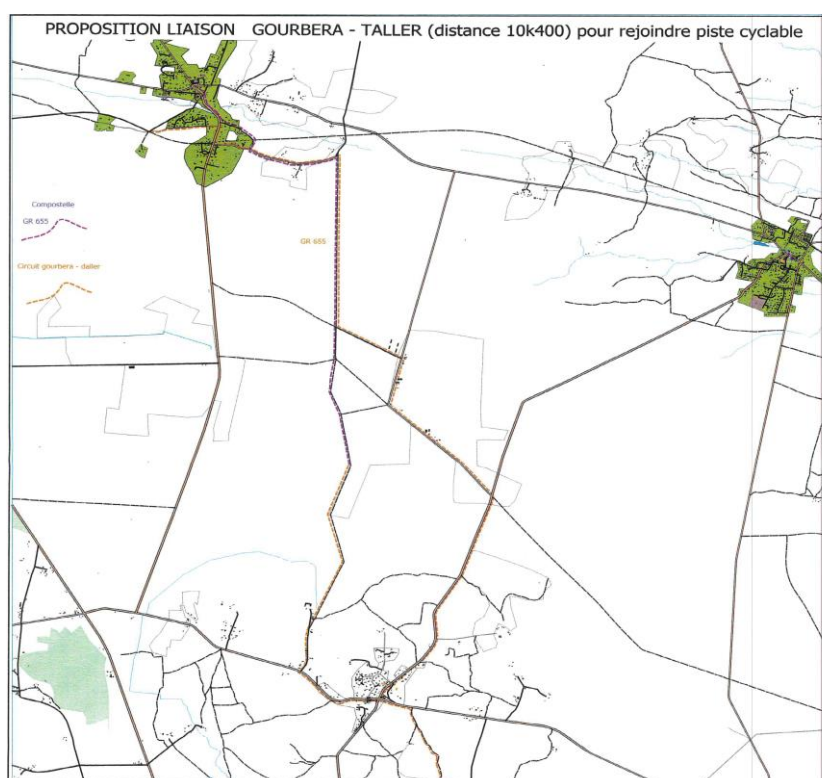 PROPOSITION LIAISON GOURBERA - TALLER (distance 10k400) pour rejoindre piste cyclable
Compostelle
GR 655
GR 655
Circuit gourbera - daller